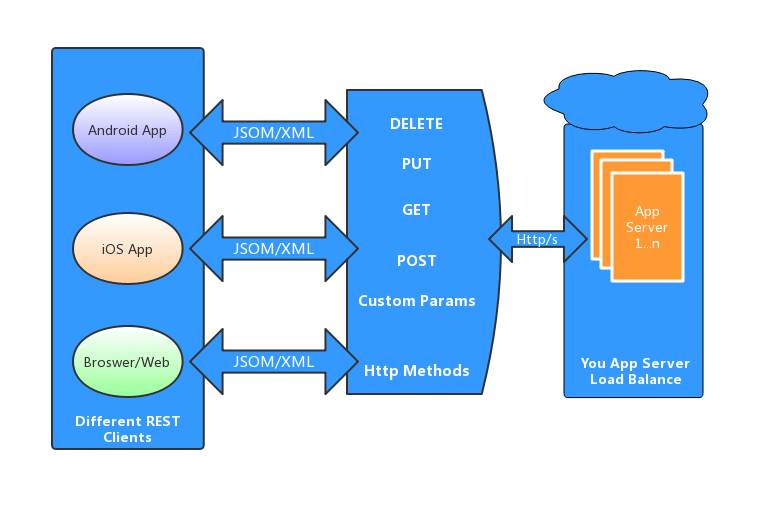 Android App
iOS App
Broswer/Web
Different REST
Clients
JSOM/XML
JSOM/XML
JSOM/XML
DELETE
PUT
GET
POST
Custom Params
Http Methods
Http/s
App
Server
1...n
You App Server
Load Balance